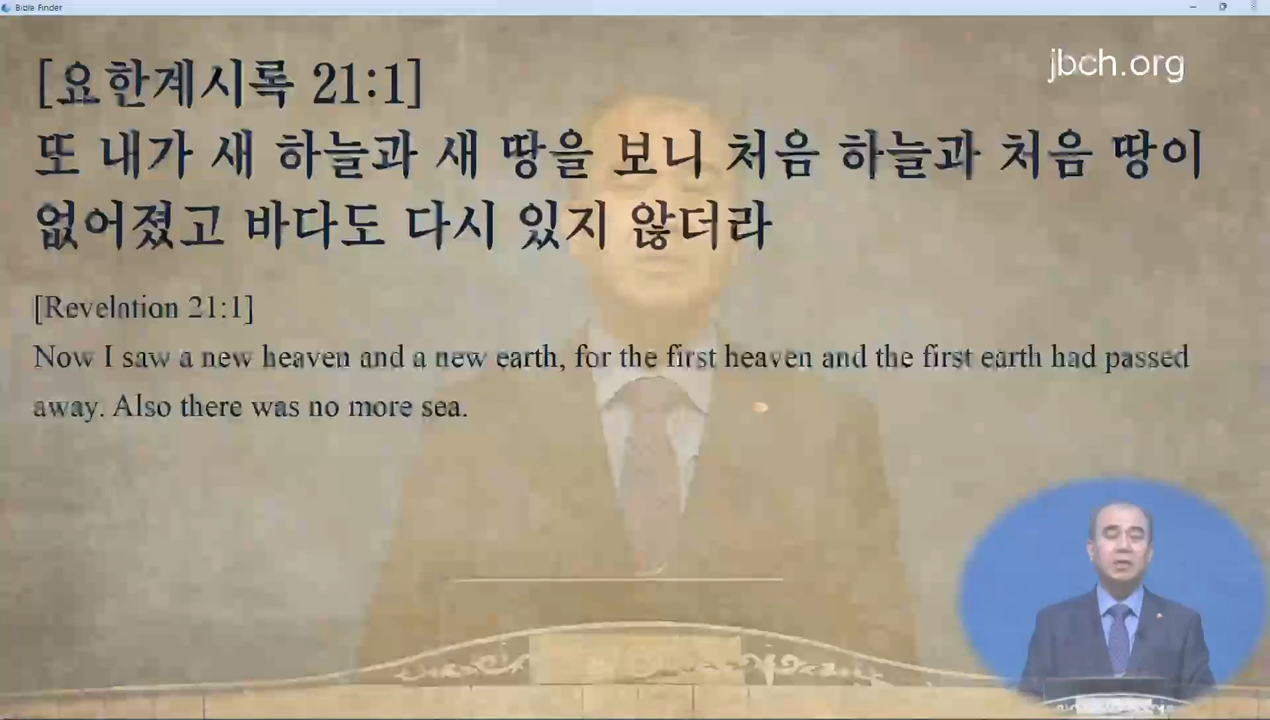 Bible Finder
jbch.org
[요한계시록 21:1]
또 내가 새 하늘과 새 땅을 보니 처음 하늘과 처음 땅이
없어졌고 바다도 다시 있지 않더라
[Revelation 21:1]
Now I saw a new heaven and a new earth, for the first heaven and the first earth had passed
away. Also there was no more sea.